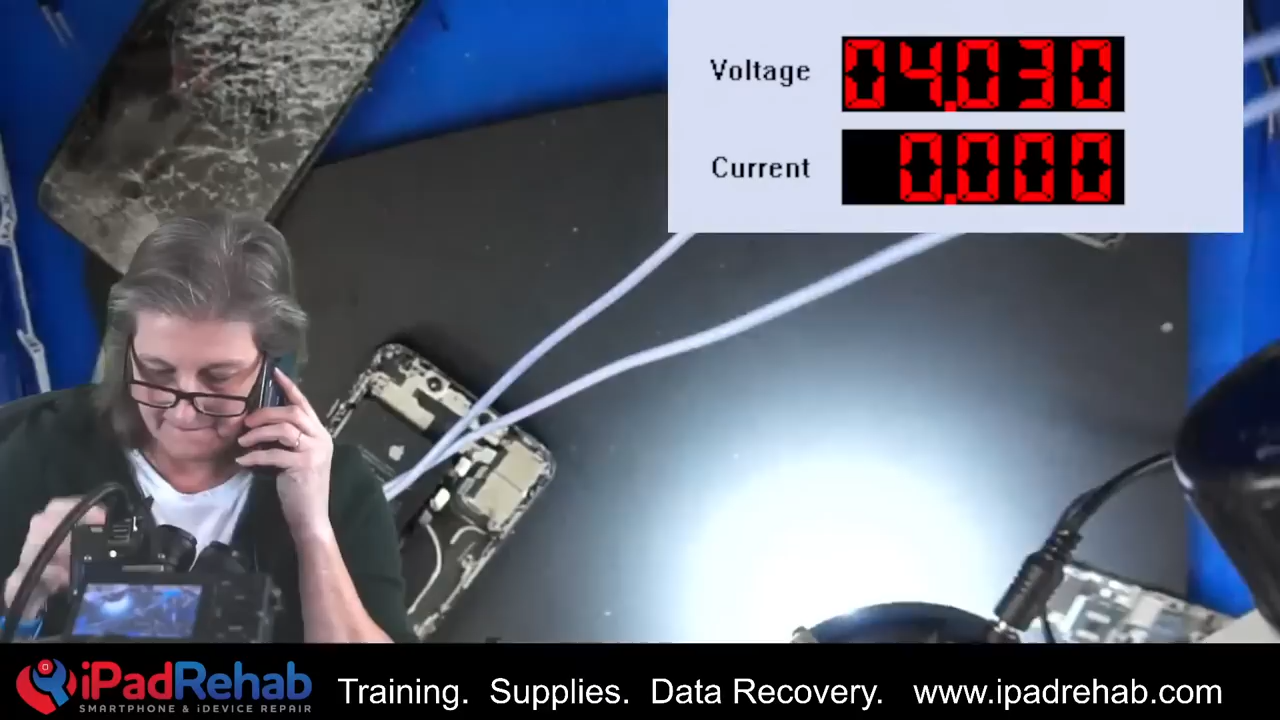 Voltage 04.030
Current 0.000
iPadRehab
SMARTPHONE & iDEVICE REPAIR
Training. Supplies. Data Recovery. www.ipadrehab.com